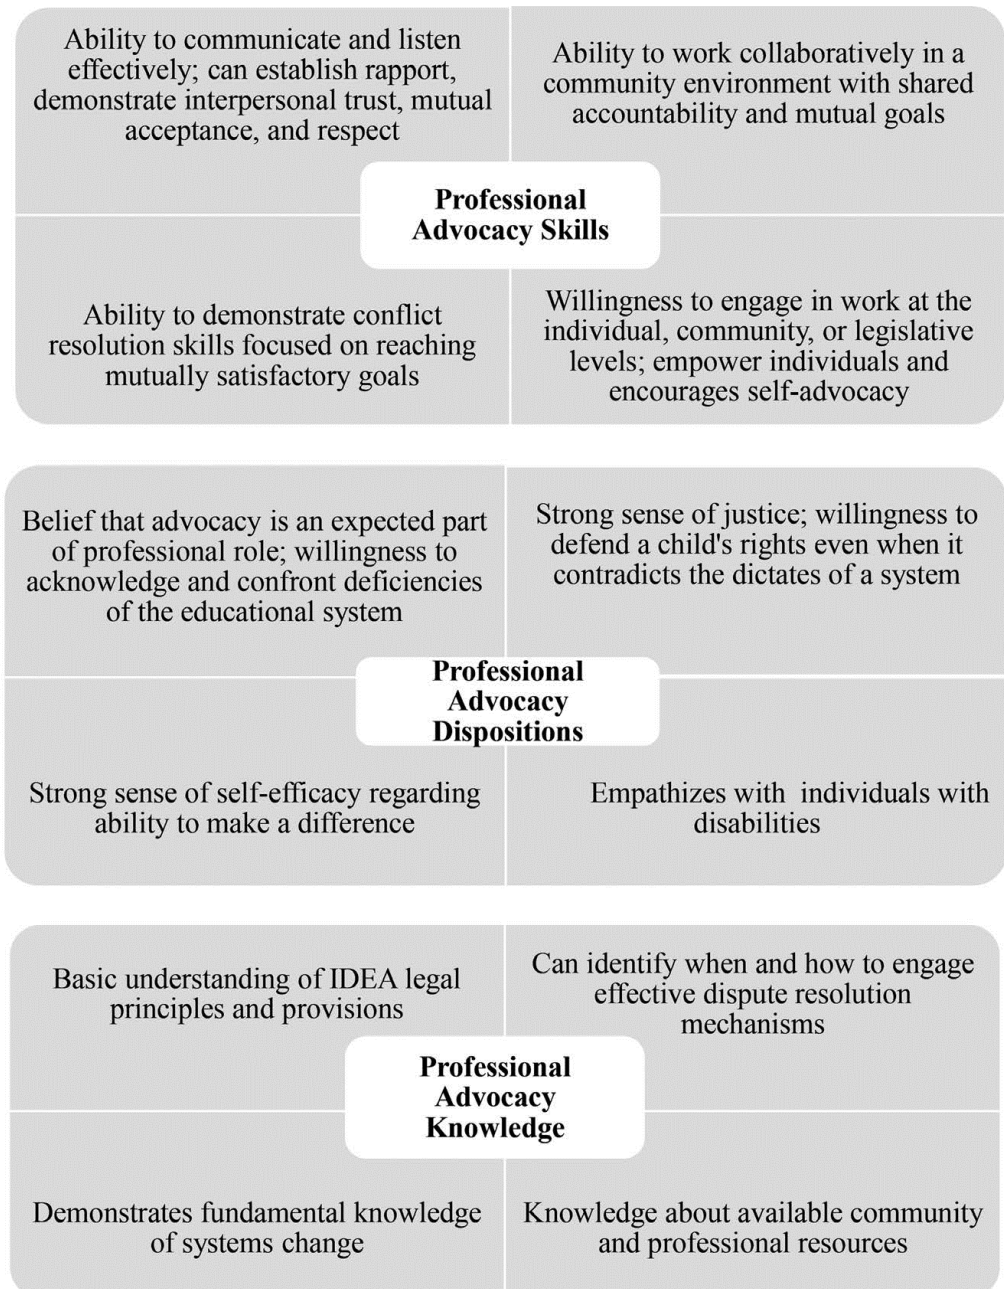 Ability to communicate and listen
effectively; can establish rapport,
demonstrate interpersonal trust, mutual
acceptance, and respect
Ability to work collaboratively in a
community environment with shared
accountability and mutual goals
Professional
Advocacy Skills
Ability to demonstrate conflict
resolution skills focused on reaching
mutually satisfactory goals
Willingness to engage in work at the
individual, community, or legislative
levels; empower individuals and
encourages self-advocacy
Belief that advocacy is an expected part
of professional role; willingness to
acknowledge and confront deficiencies
of the educational system
Strong sense of justice; willingness to
defend a child's rights even when it
contradicts the dictates of a system
Professional
Advocacy
Dispositions
Strong sense of self-efficacy regarding
ability to make a difference
Empathizes with individuals with
disabilities
Basic understanding of IDEA legal
principles and provisions
Can identify when and how to engage
effective dispute resolution
mechanisms
Professional
Advocacy
Knowledge
Demonstrates fundamental knowledge
of systems change
Knowledge about available community
and professional resources